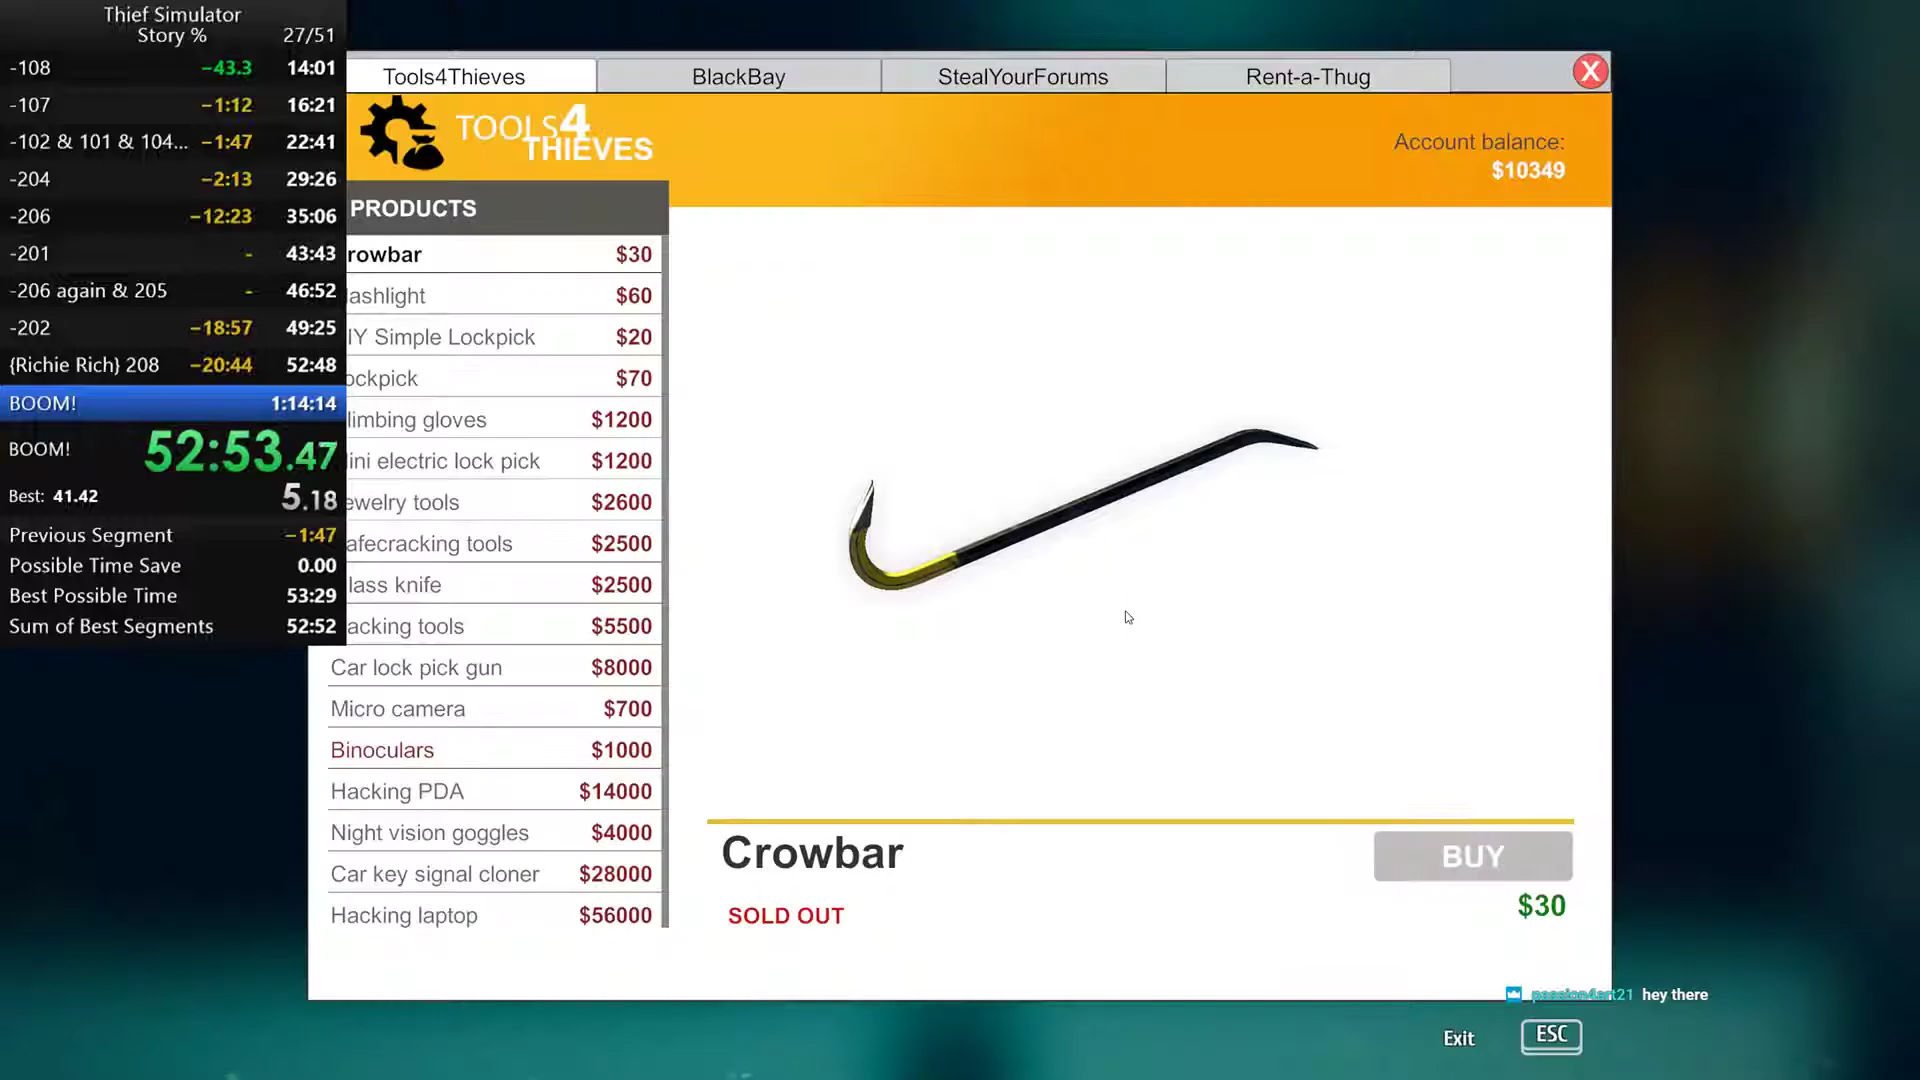 Thief Simulator
Story % 27/51
-108 −43.3 14:01
-107 −1:12 16:21
-102 & 101 & 104... −1:47 22:41
-204 −2:13 29:26
-206 −12:23 35:06
-201 - 43:43
-206 again & 205 - 46:52
-202 −18:57 49:25
{Richie Rich} 208 −20:44 52:48
BOOM! 1:14:14
BOOM! 52:53.47
Best: 41.42 5.18
Previous Segment −1:47
Possible Time Save 0.00
Best Possible Time 53:29
Sum of Best Segments 52:52
Tools4Thieves BlackBay StealYourForums Rent-a-Thug X
TOOLS4
THIEVES
Account balance:
$10349
PRODUCTS
rowbar $30
lashlight $60
IY Simple Lockpick $20
ockpick $70
limbing gloves $1200
ini electric lock pick $1200
ewelry tools $2600
afecracking tools $2500
lass knife $2500
acking tools $5500
Car lock pick gun $8000
Micro camera $700
Binoculars $1000
Hacking PDA $14000
Night vision goggles $4000
Car key signal cloner $28000
Hacking laptop $56000
Crowbar
BUY
SOLD OUT
$30
passion4art21 hey there
Exit ESC